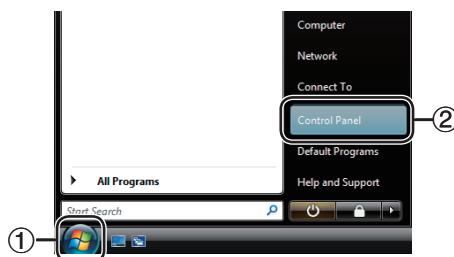 Computer
Network
Connect To
Control Panel
②
Default Programs
All Programs
Help and Support
Start Search
①